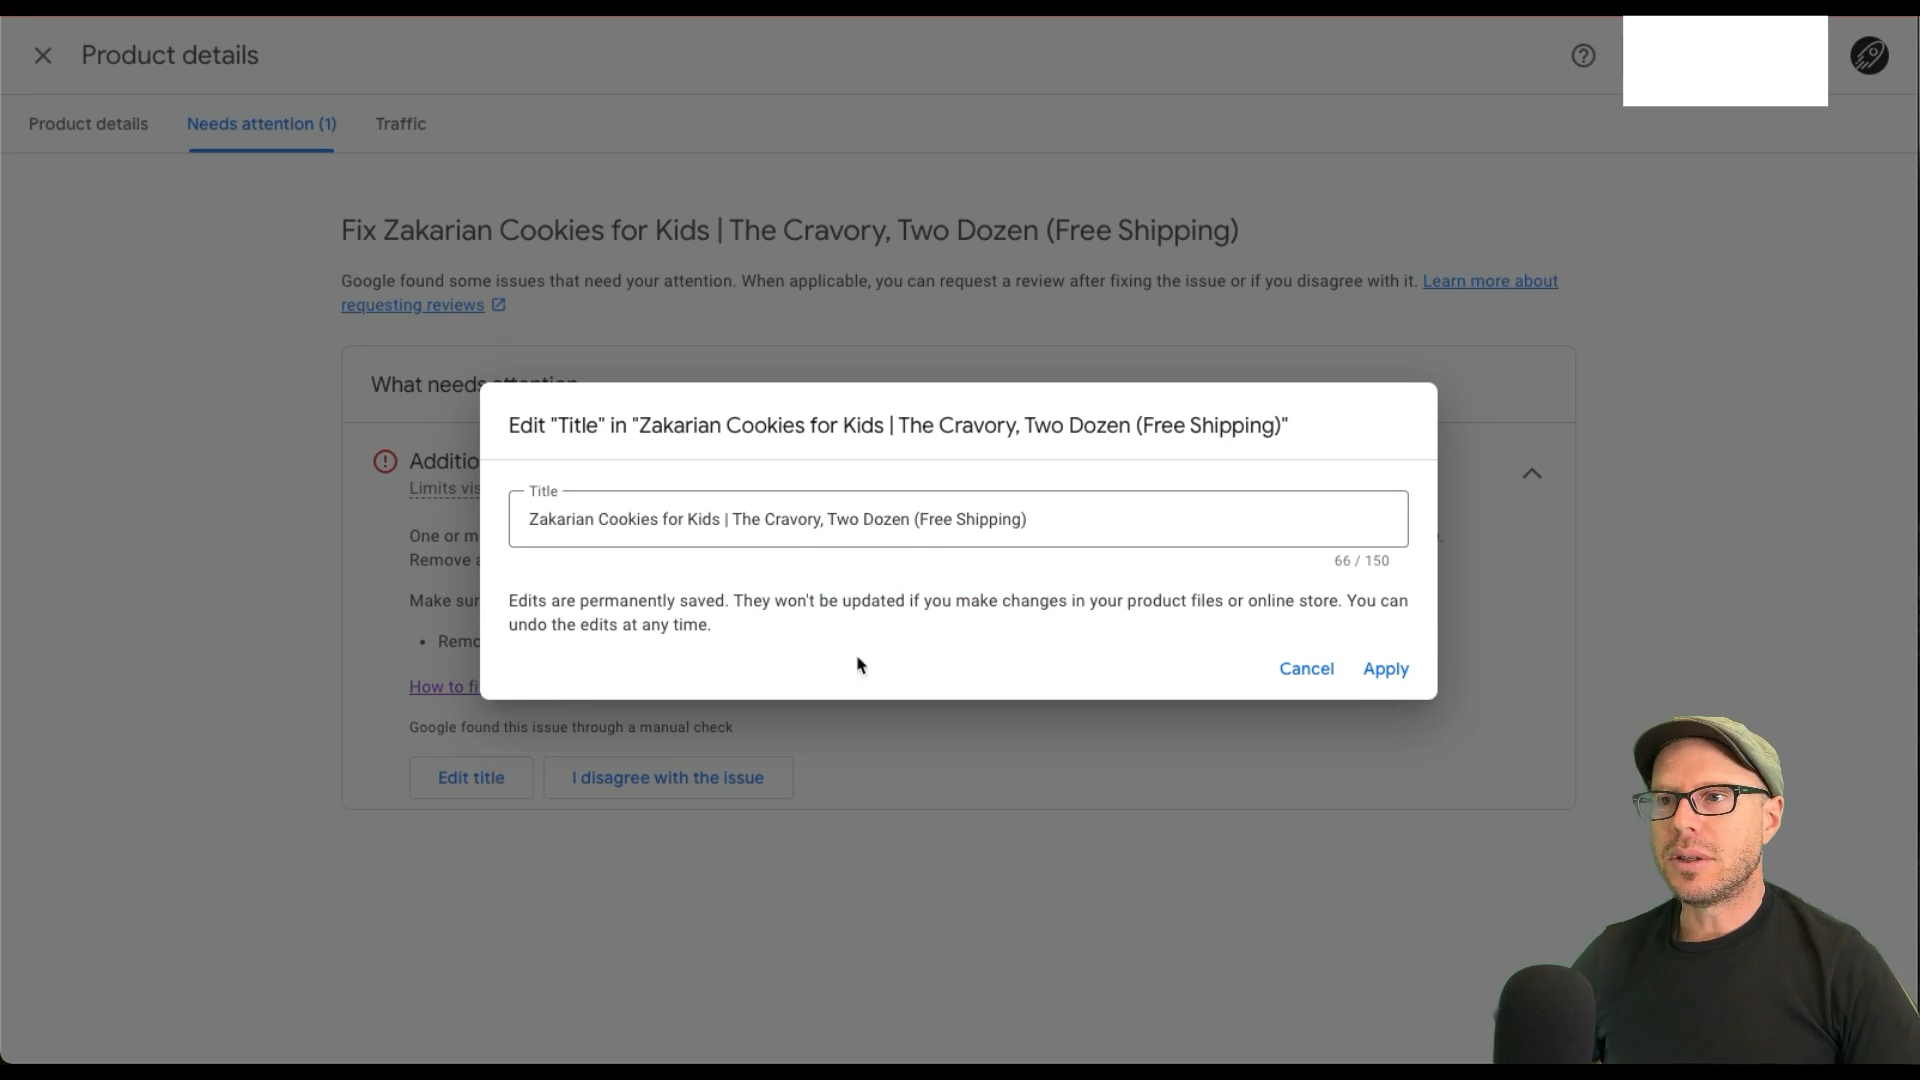 Product details
Product details
Needs attention (1)
Traffic
Fix Zakarian Cookies for Kids | The Cravory, Two Dozen (Free Shipping)
Google found some issues that need your attention. When applicable, you can request a review after fixing the issue or if you disagree with it. Learn more about
requesting reviews
What needs
Edit "Title" in "Zakarian Cookies for Kids | The Cravory, Two Dozen (Free Shipping)"
Title
Zakarian Cookies for Kids | The Cravory, Two Dozen (Free Shipping)
66 / 150
Edits are permanently saved. They won't be updated if you make changes in your product files or online store. You can
undo the edits at any time.
Cancel
Apply
Additio
Limits vis
One or m
Remove
Make sur
• Remo
How to fi
Google found this issue through a manual check
Edit title
I disagree with the issue